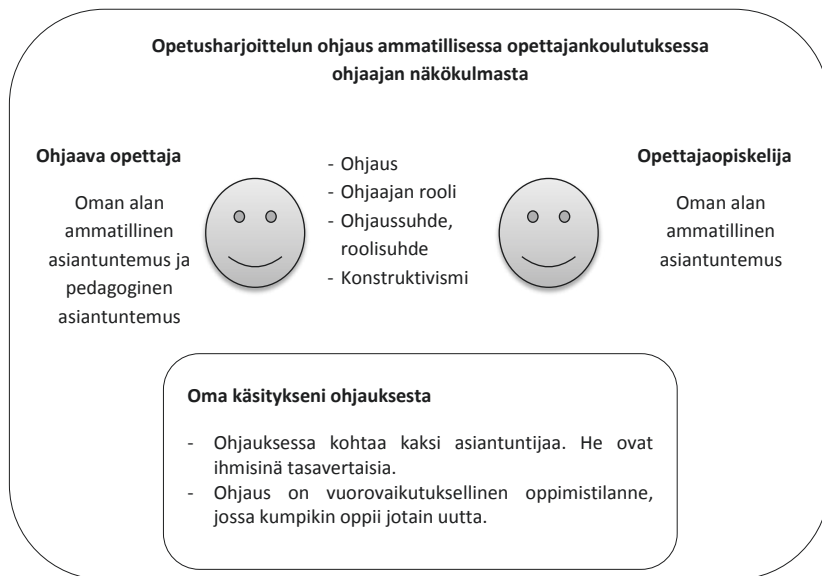 Opetusharjoittelun ohjaus ammatillisessa opettajankoulutuksessa
ohjaajan näkökulmasta
Ohjaava opettaja
Oman alan
ammatillinen
asiantuntemus ja
pedagoginen
asiantuntemus
- Ohjaus
- Ohjaajan rooli
- Ohjaussuhde,
roolisuhde
- Konstruktivismi
Opettajaopiskelija
Oman alan
ammatillinen
asiantuntemus
Oma käsitykseni ohjauksesta
- Ohjauksessa kohtaa kaksi asiantuntijaa. He ovat
ihmisinä tasavertaisia.
- Ohjaus on vuorovaikutuksellinen oppimistilanne,
jossa kumpikin oppii jotain uutta.